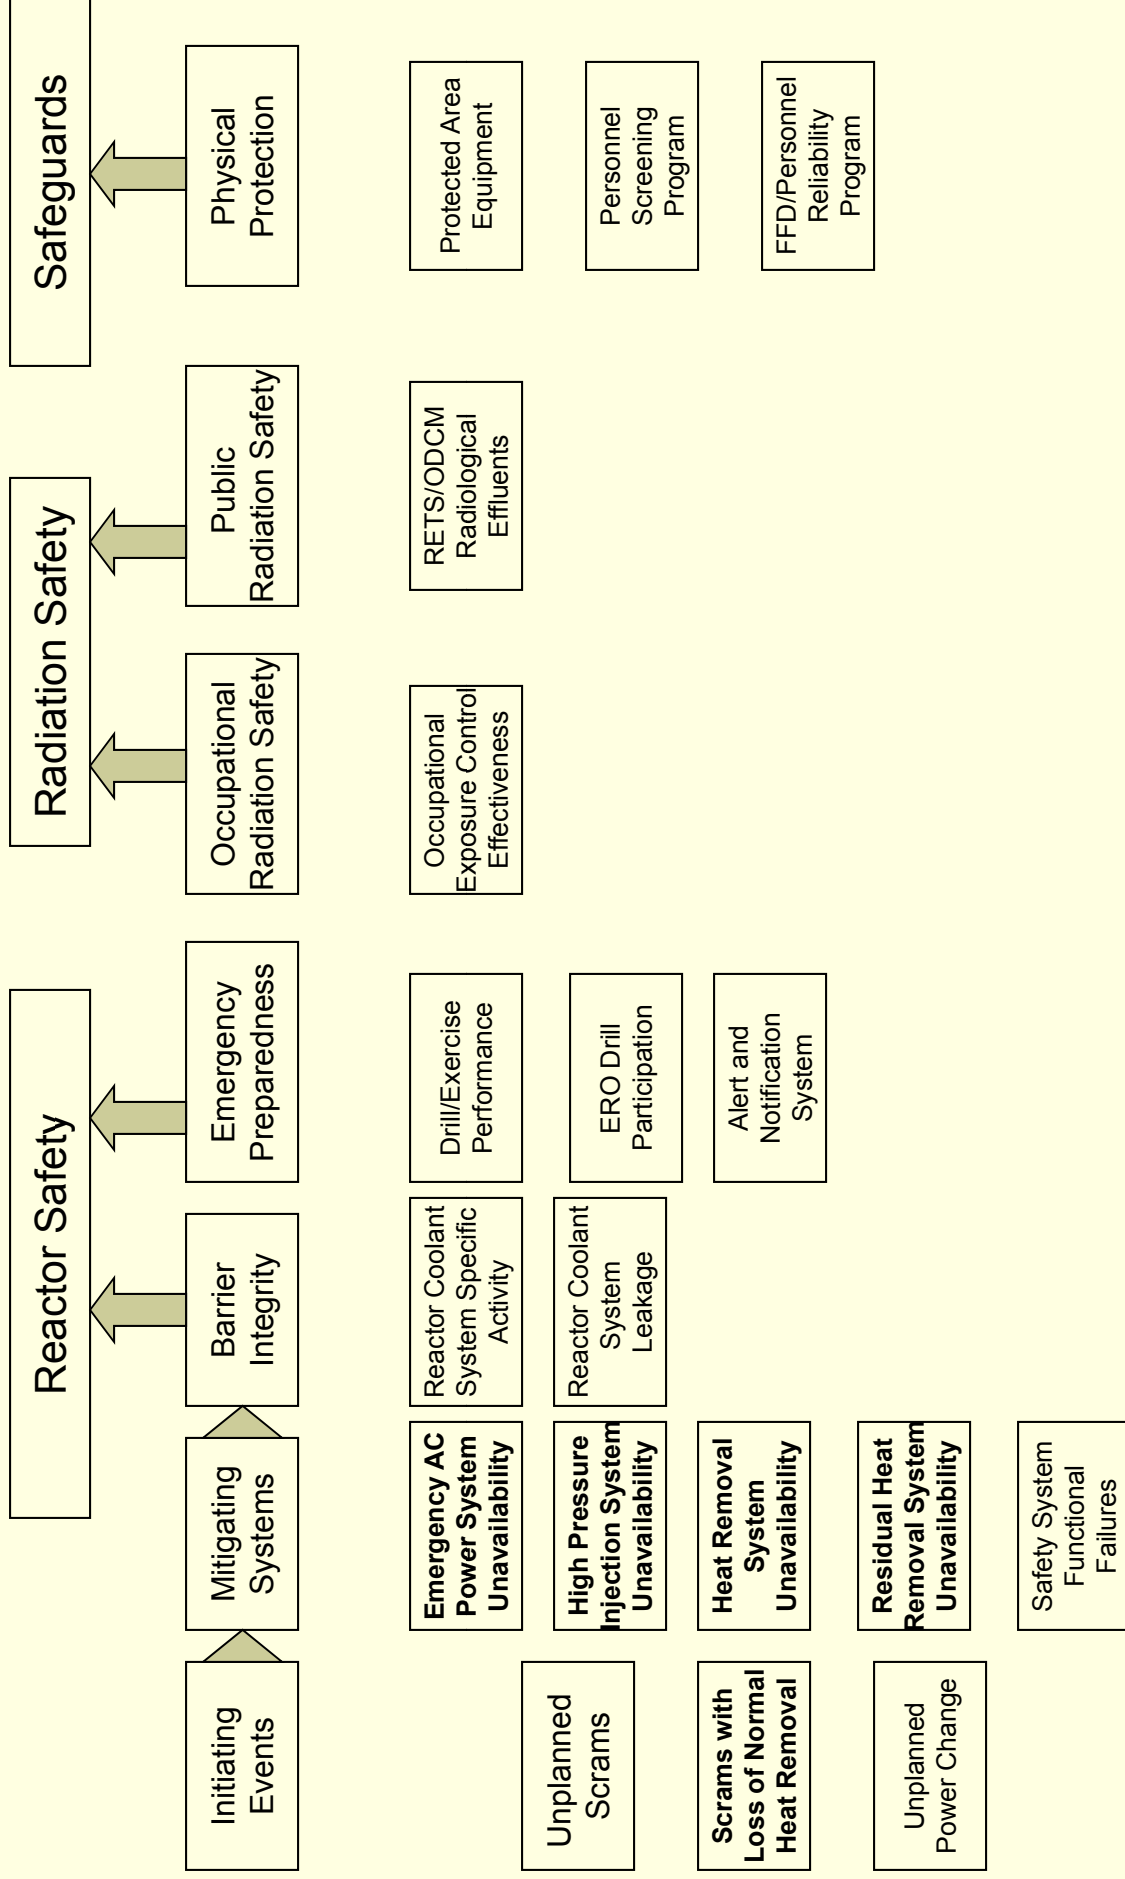 Reactor Safety
Radiation Safety
Safeguards
Initiating
Events
Mitigating
Systems
Barrier
Integrity
Emergency
Preparedness
Occupational
Radiation Safety
Public
Radiation Safety
Physical
Protection
Unplanned
Scrams
Scrams with
Loss of Normal
Heat Removal
Unplanned
Power Change
Emergency AC
Power System
Unavailability
High Pressure
Injection System
Unavailability
Heat Removal
System
Unavailability
Residual Heat
Removal System
Unavailability
Safety System
Functional
Failures
Reactor Coolant
System Specific
Activity
Reactor Coolant
System
Leakage
Drill/Exercise
Performance
ERO Drill
Participation
Alert and
Notification
System
Occupational
Exposure Control
Effectiveness
RETS/ODCM
Radiological
Effluents
Protected Area
Equipment
Personnel
Screening
Program
FFD/Personnel
Reliability
Program